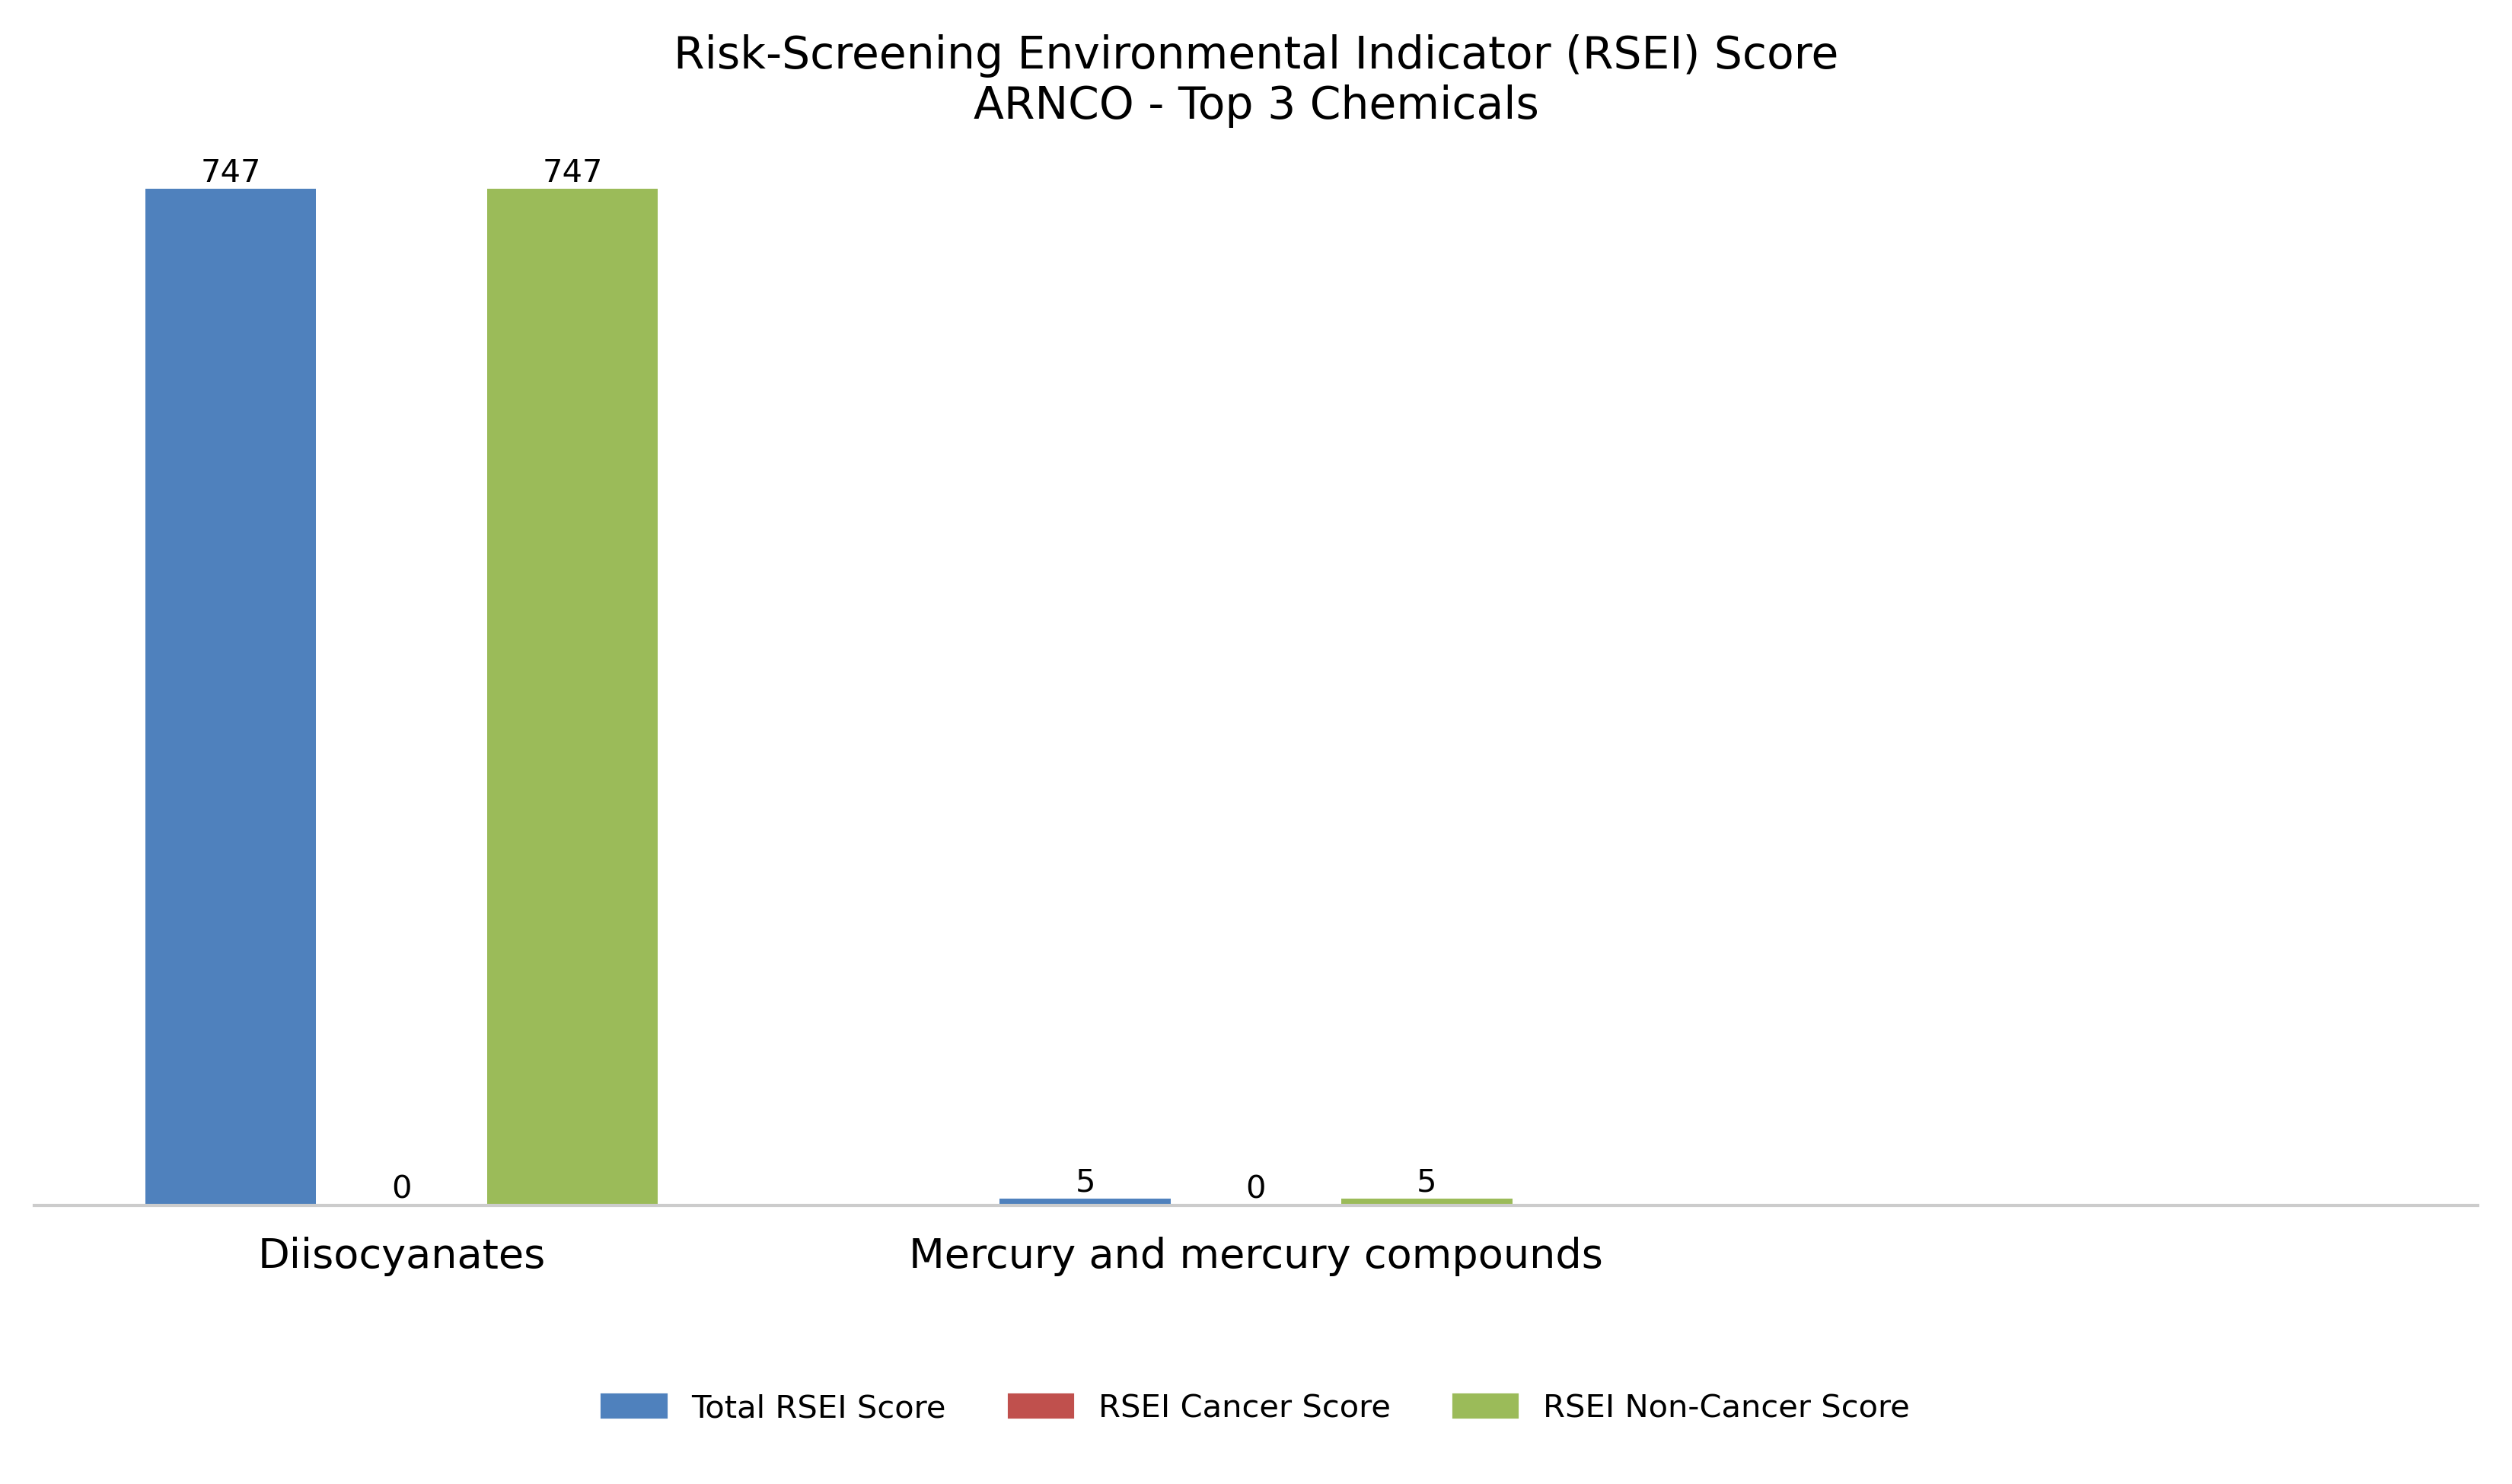 Risk-Screening Environmental Indicator (RSEI) Score
ARNCO - Top 3 Chemicals
747
0
747
5
0
5
Diisocyanates
Mercury and mercury compounds
Total RSEI Score
RSEI Cancer Score
RSEI Non-Cancer Score